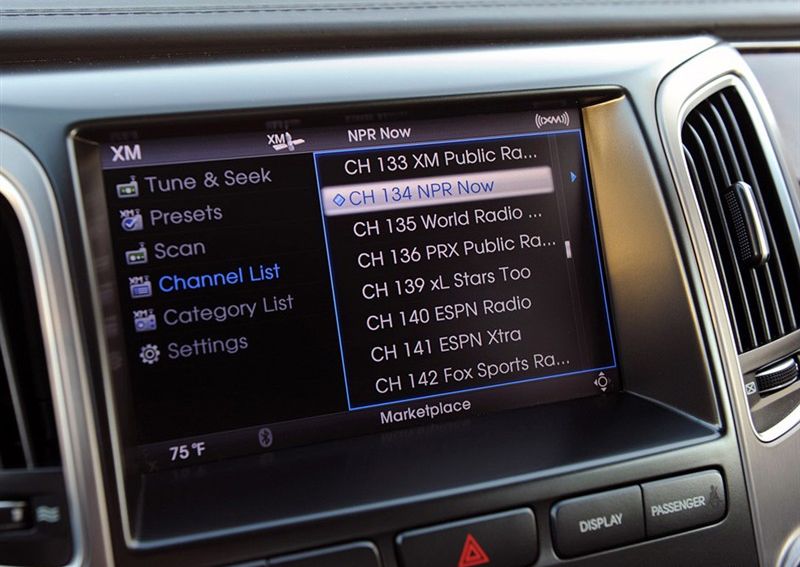 XM
XM
NPR Now
((XM))
Tune & Seek
Presets
Scan
Channel List
Category List
Settings
CH 133 XM Public Ra...
CH 134 NPR Now
CH 135 World Radio ...
CH 136 PRX Public Ra...
CH 139 xL Stars Too
CH 140 ESPN Radio
CH 141 ESPN Xtra
CH 142 Fox Sports Ra...
Marketplace
75°F
DISPLAY
PASSENGER